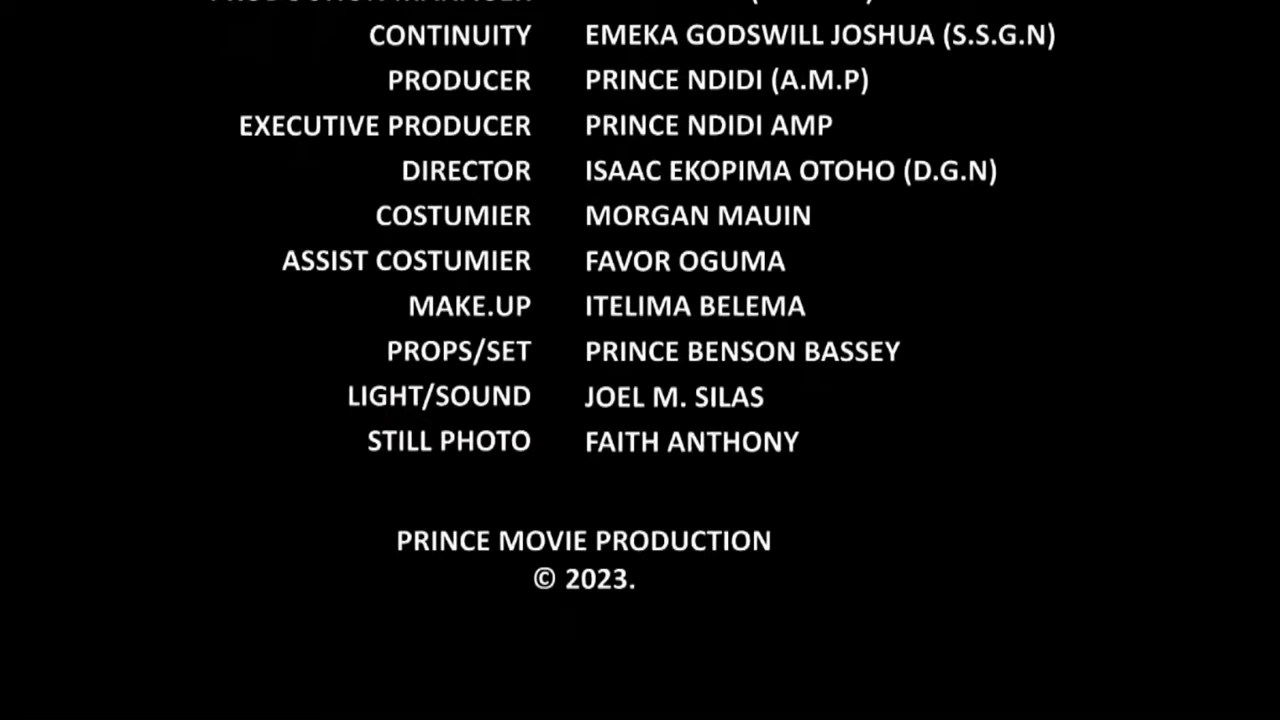 PRODUCTION MANAGER
CONTINUITY EMEKA GODSWILL JOSHUA (S.S.G.N)
PRODUCER PRINCE NDIDI (A.M.P)
EXECUTIVE PRODUCER PRINCE NDIDI AMP
DIRECTOR ISAAC EKOPIMA OTOHO (D.G.N)
COSTUMIER MORGAN MAUIN
ASSIST COSTUMIER FAVOR OGUMA
MAKE.UP ITELIMA BELEMA
PROPS/SET PRINCE BENSON BASSEY
LIGHT/SOUND JOEL M. SILAS
STILL PHOTO FAITH ANTHONY
PRINCE MOVIE PRODUCTION
© 2023.